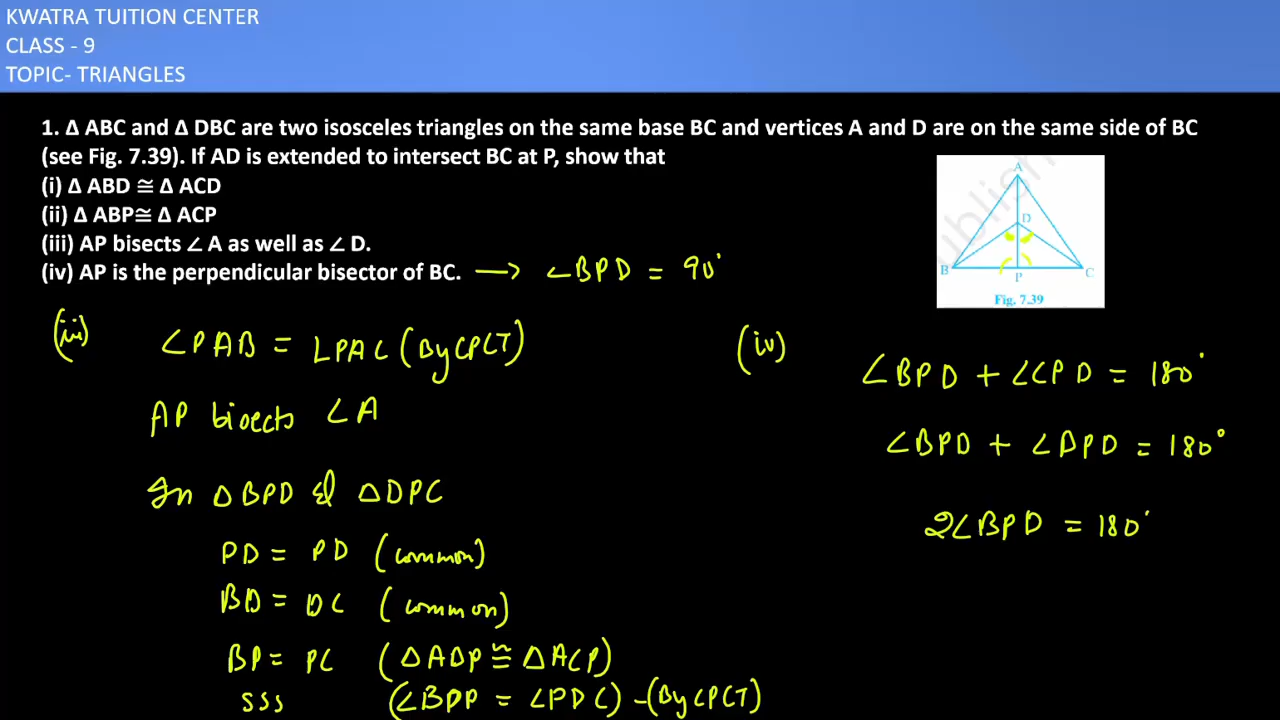 KWATRA TUITION CENTER
CLASS - 9
TOPIC- TRIANGLES
1. Δ ABC and Δ DBC are two isosceles triangles on the same base BC and vertices A and D are on the same side of BC
(see Fig. 7.39). If AD is extended to intersect BC at P, show that
(i) Δ ABD ≅ Δ ACD
(ii) Δ ABP≅ Δ ACP
(iii) AP bisects ∠ A as well as ∠ D.
(iv) AP is the perpendicular bisector of BC. → ∠BPD = 90°
A
D
B
P
C
Fig. 7.39
(iii) ∠PAB = ∠PAC (By CPCT)
AP bisects ∠A
In ΔBPD & ΔDPC
PD = PD (common)
BD = DC (common)
BP = PC (ΔABP ≅ ΔACP)
SSS (∠BDP = ∠PDC) - (By CPCT)
(iv)
∠BPD + ∠CPD = 180°
∠BPD + ∠DPD = 180°
2∠BPD = 180°